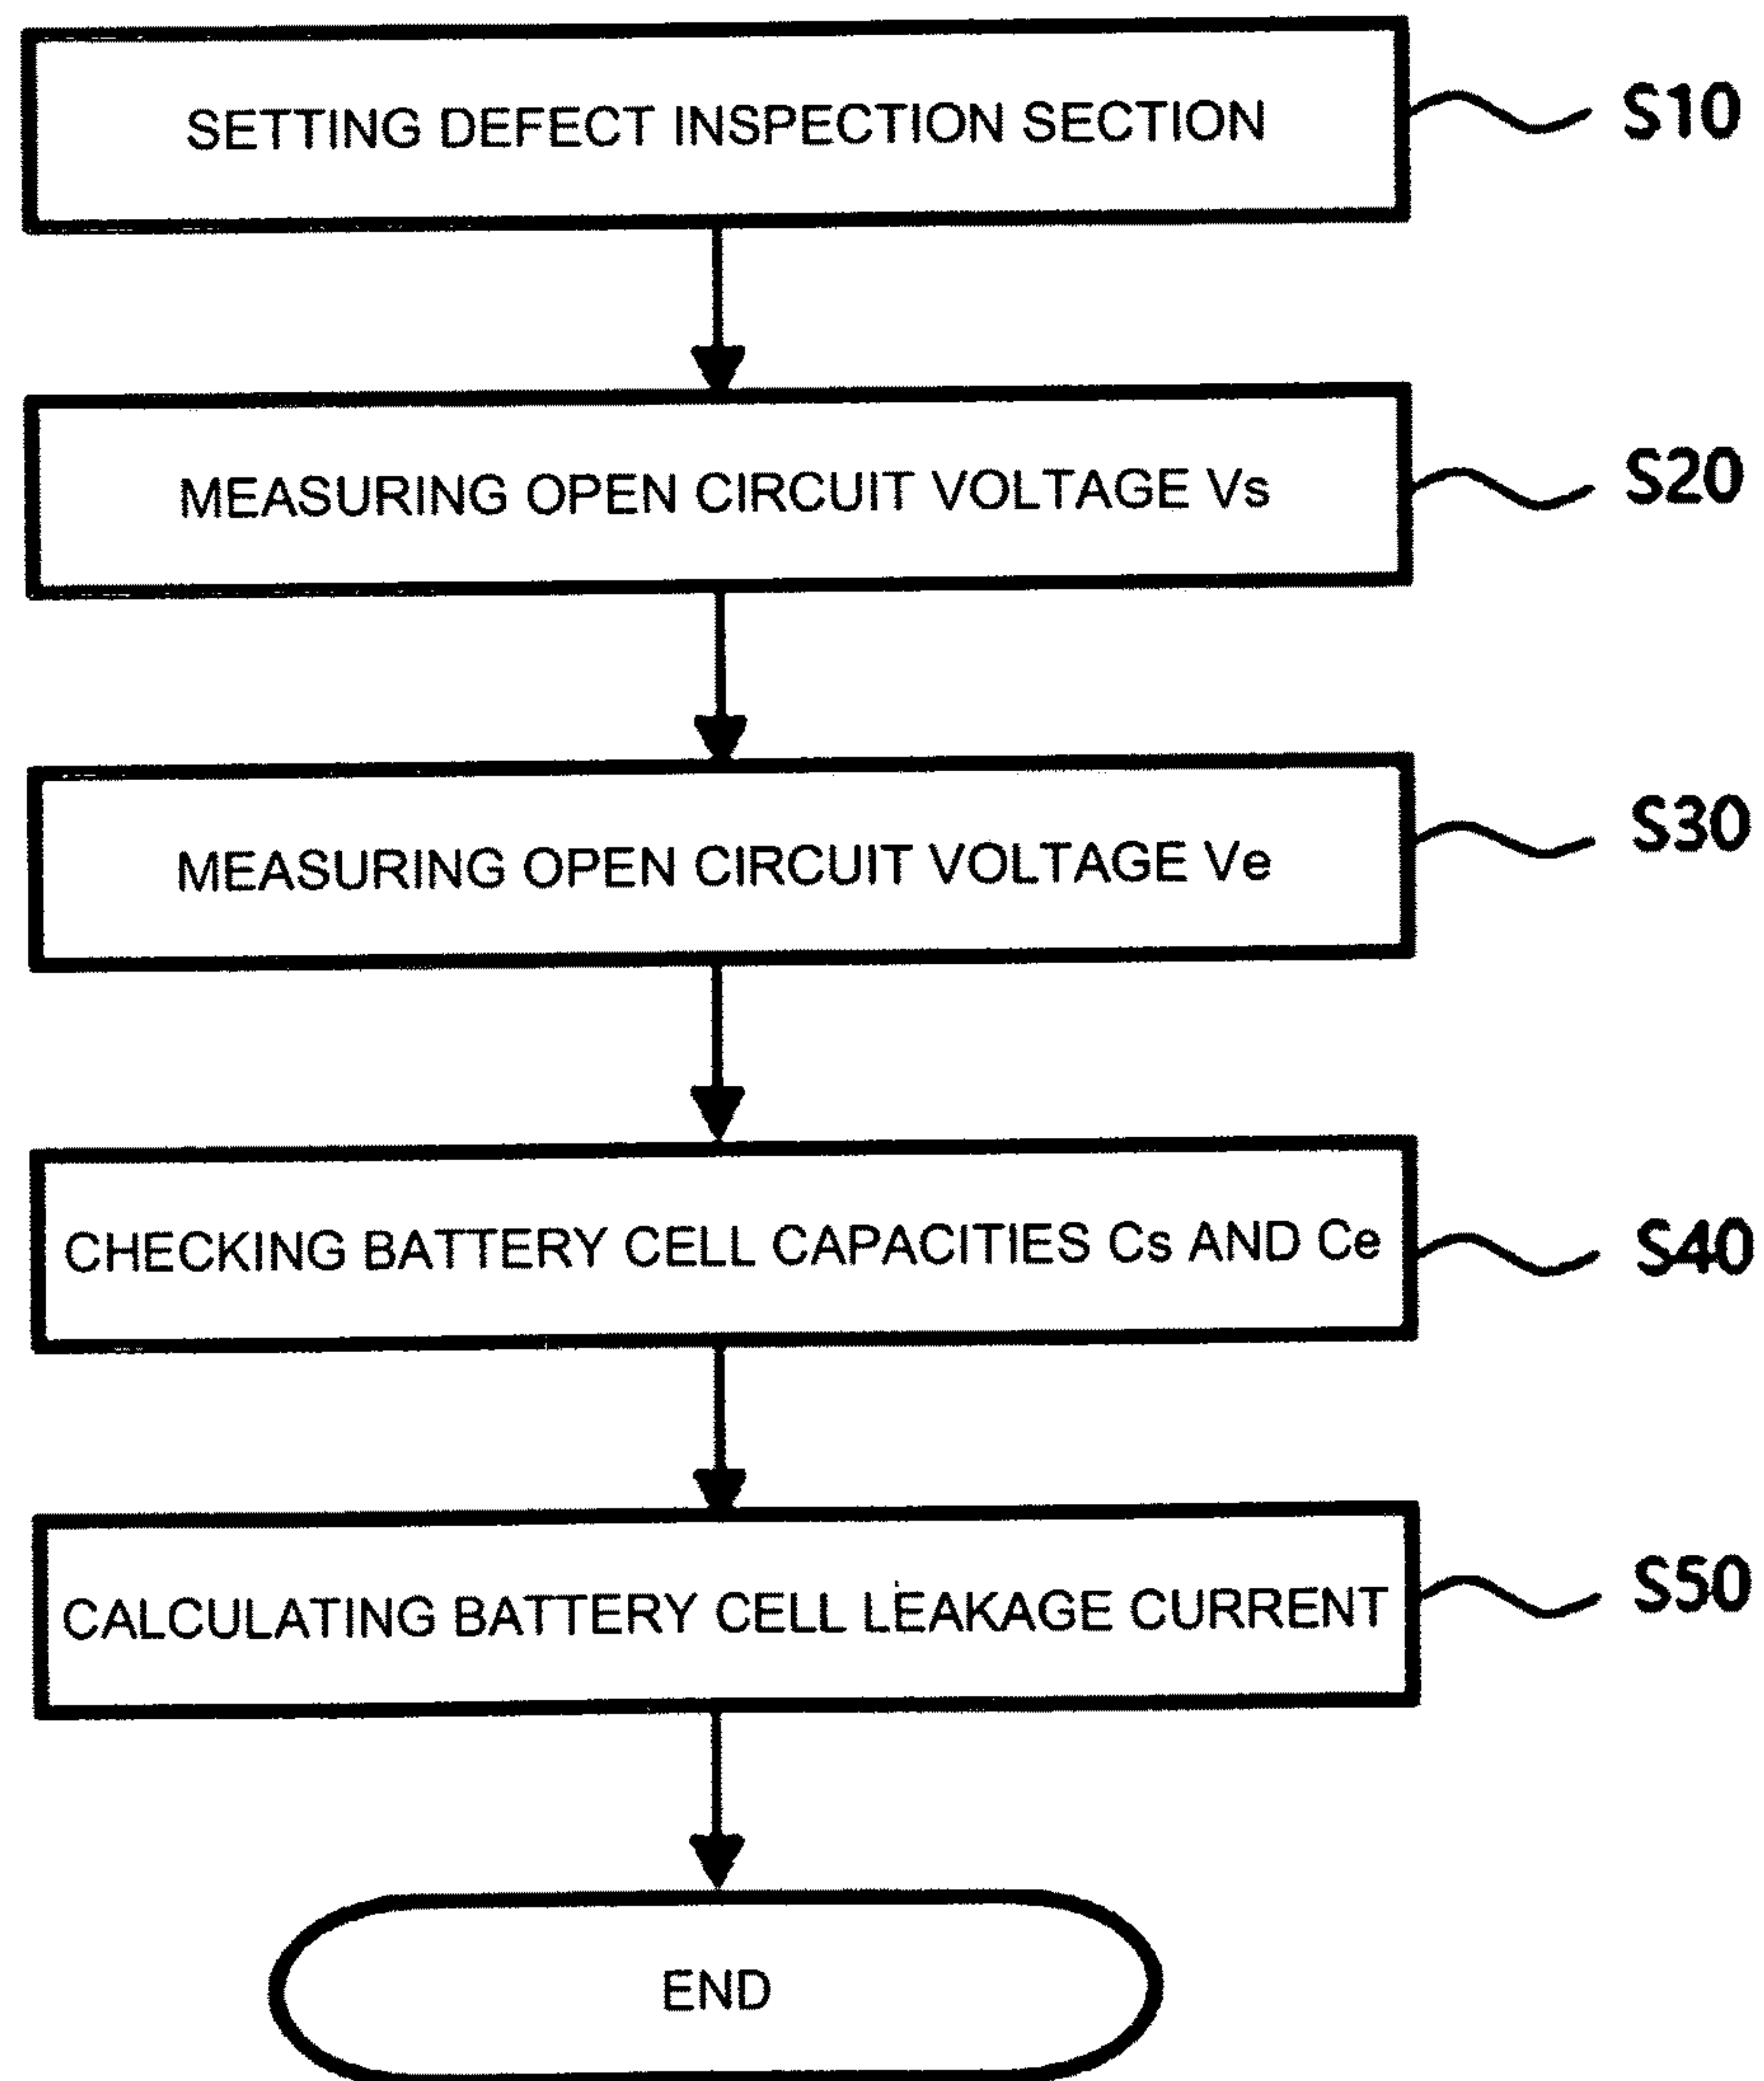 SETTING DEFECT INSPECTION SECTION S10
MEASURING OPEN CIRCUIT VOLTAGE Vs S20
MEASURING OPEN CIRCUIT VOLTAGE Ve S30
CHECKING BATTERY CELL CAPACITIES Cs AND Ce S40
CALCULATING BATTERY CELL LEAKAGE CURRENT S50
END